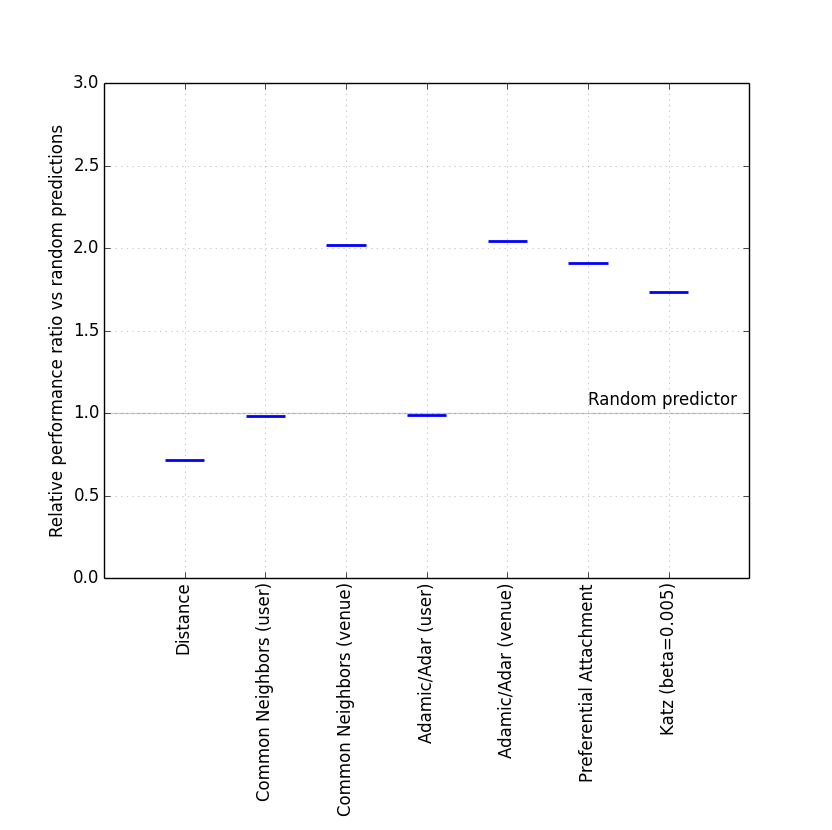 Relative performance ratio vs random predictions
3.0
2.5
2.0
1.5
1.0
0.5
0.0
Random predictor
Distance
Common Neighbors (user)
Common Neighbors (venue)
Adamic/Adar (user)
Adamic/Adar (venue)
Preferential Attachment
Katz (beta=0.005)